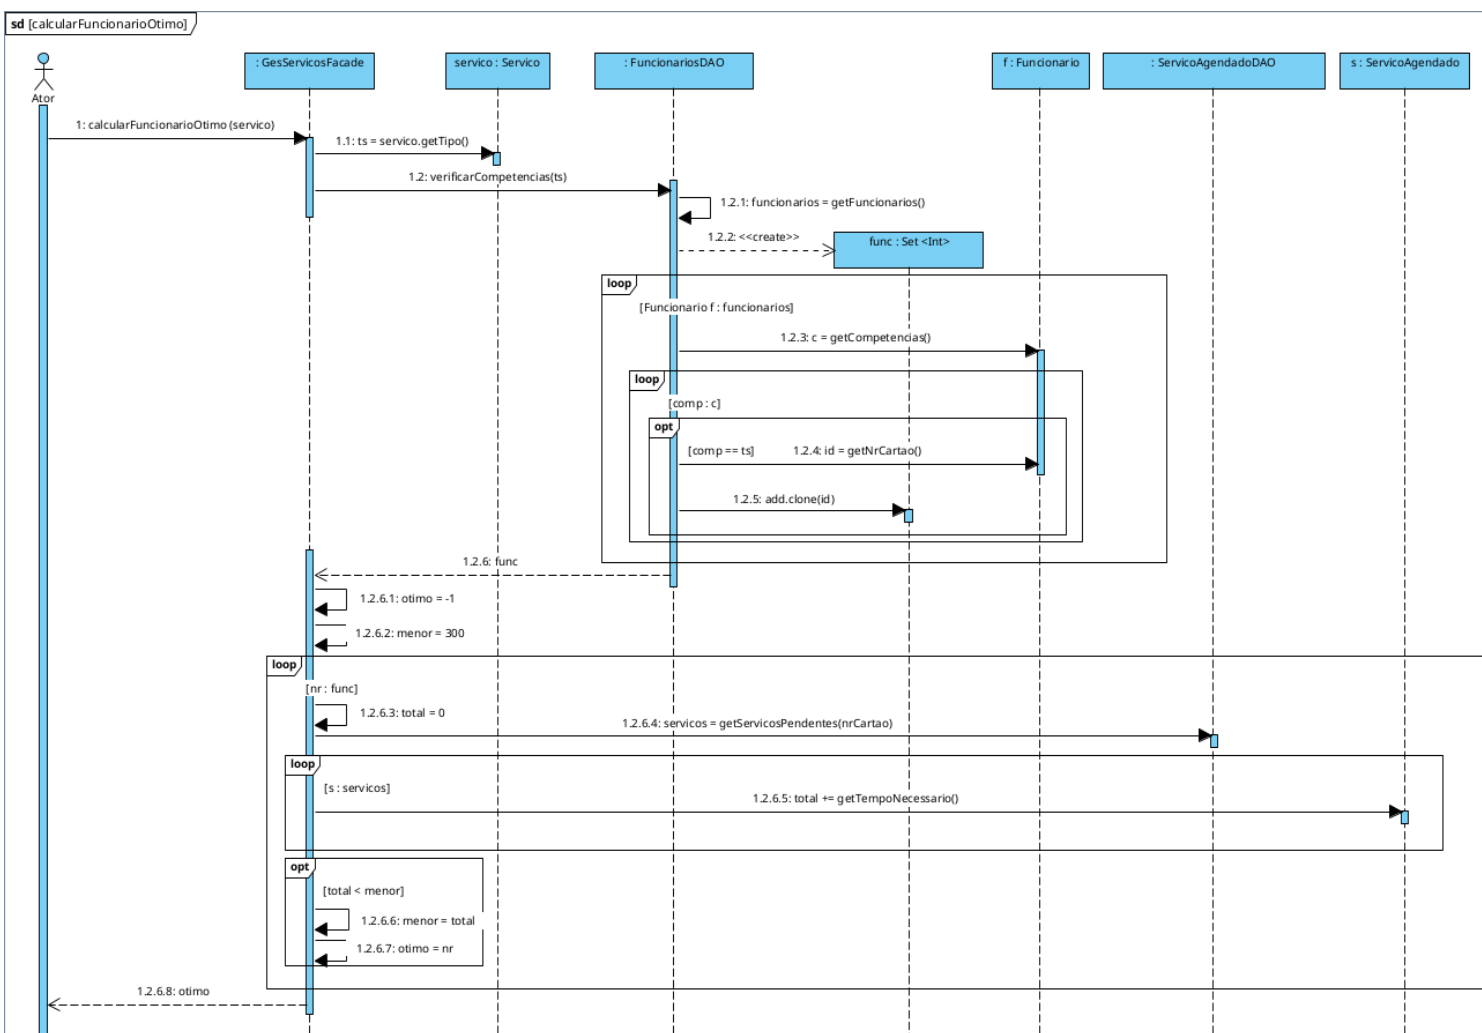 sd [calcularFuncionarioOtimo]
: GesServicosFacade
servico : Servico
: FuncionariosDAO
f : Funcionario
: ServicoAgendadoDAO
s : ServicoAgendado
Ator
1: calcularFuncionarioOtimo (servico)
1.1: ts = servico.getTipo()
1.2: verificarCompetencias(ts)
1.2.1: funcionarios = getFuncionarios()
1.2.2: <<create>>
func : Set <Int>
loop
[Funcionario f : funcionarios]
1.2.3: c = getCompetencias()
loop
[comp : c]
opt
[comp == ts]
1.2.4: id = getNrCartao()
1.2.5: add.clone(id)
1.2.6: func
1.2.6.1: otimo = -1
1.2.6.2: menor = 300
loop
[nr : func]
1.2.6.3: total = 0
1.2.6.4: servicos = getServicosPendentes(nrCartao)
loop
[s : servicos]
1.2.6.5: total += getTempoNecessario()
opt
[total < menor]
1.2.6.6: menor = total
1.2.6.7: otimo = nr
1.2.6.8: otimo